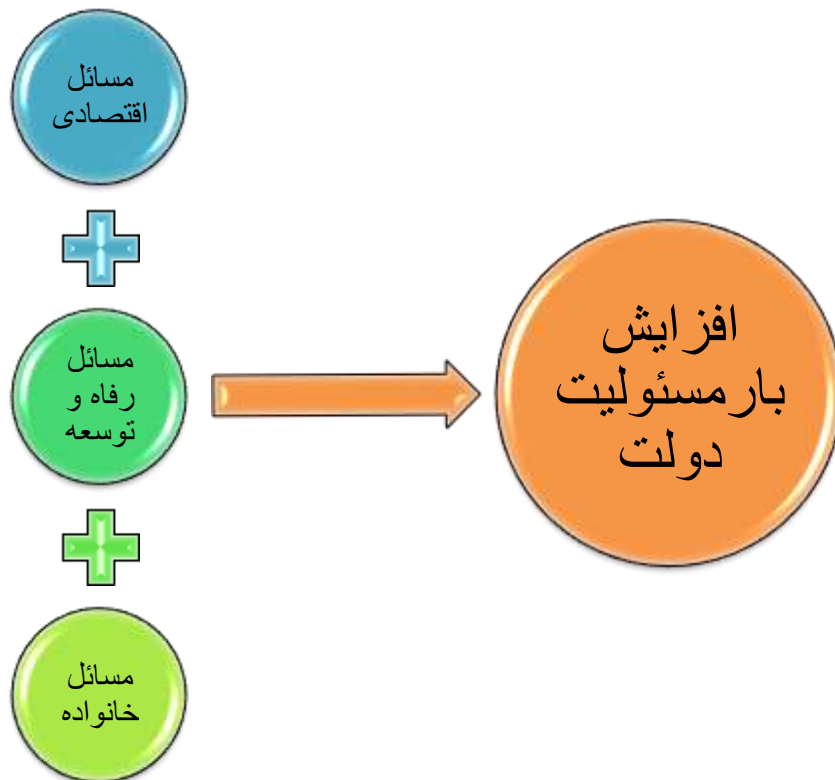 مسائل
اقتصادی
مسائل
رفاه و
توسعه
مسائل
خانواده
افزایش
بارمسئولیت
دولت